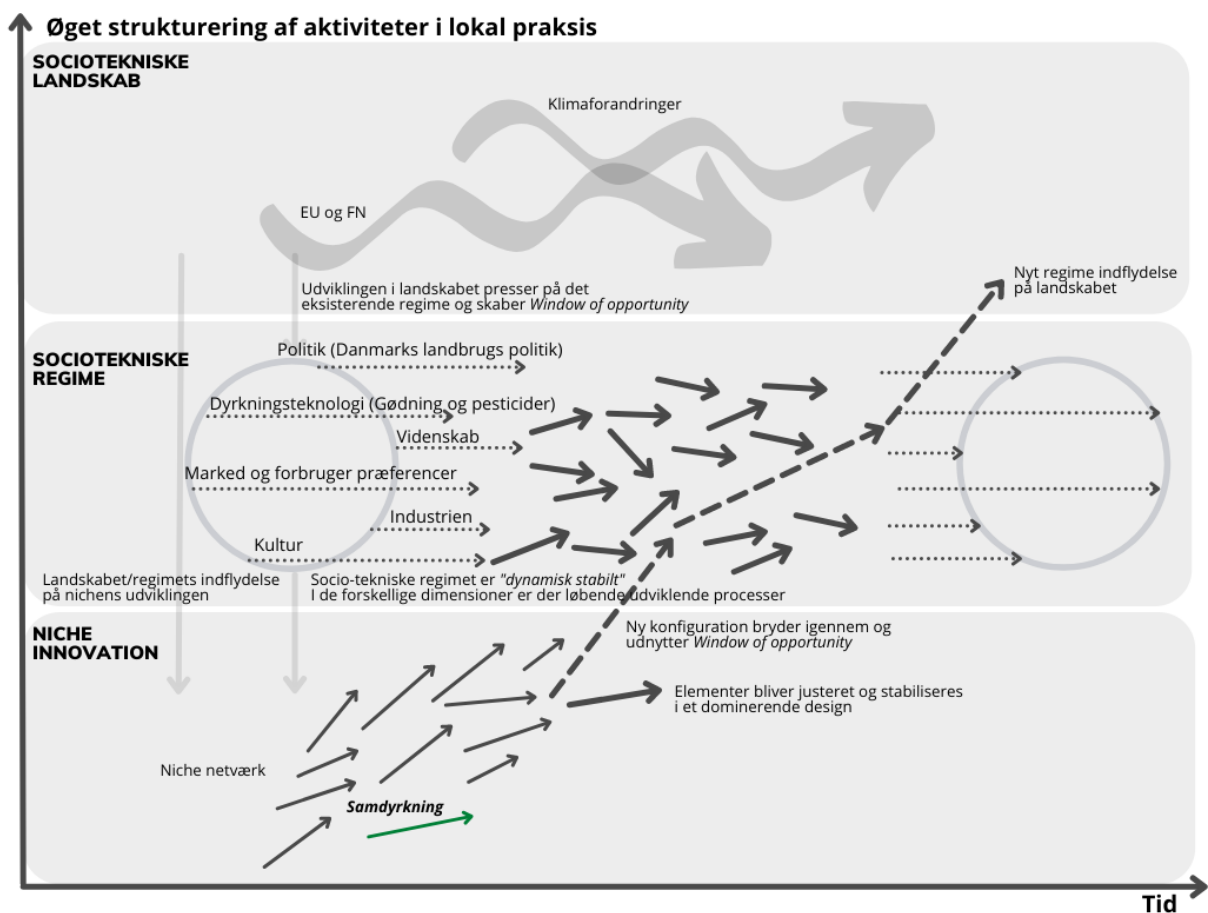 Øget strukturering af aktiviteter i lokal praksis
SOCIOTEKNISKE
LANDSKAB
Klimaforandringer
EU og FN
Udviklingen i landskabet presser på det
eksisterende regime og skaber Window of opportunity
Nyt regime indflydelse
på landskabet
SOCIOTEKNISKE
REGIME
Politik (Danmarks landbrugs politik)
Dyrkningsteknologi (Gødning og pesticider)
Videnskab
Marked og forbruger præferencer
Industrien
Kultur
Landskabet/regimets indflydelse
på nichens udviklingen
Socio-tekniske regimet er "dynamisk stabilt"
I de forskellige dimensioner er der løbende udviklende processer
NICHE
INNOVATION
Ny konfiguration bryder igennem og
udnytter Window of opportunity
Elementer bliver justeret og stabiliseres
i et dominerende design
Niche netværk
Samdyrkning
Tid